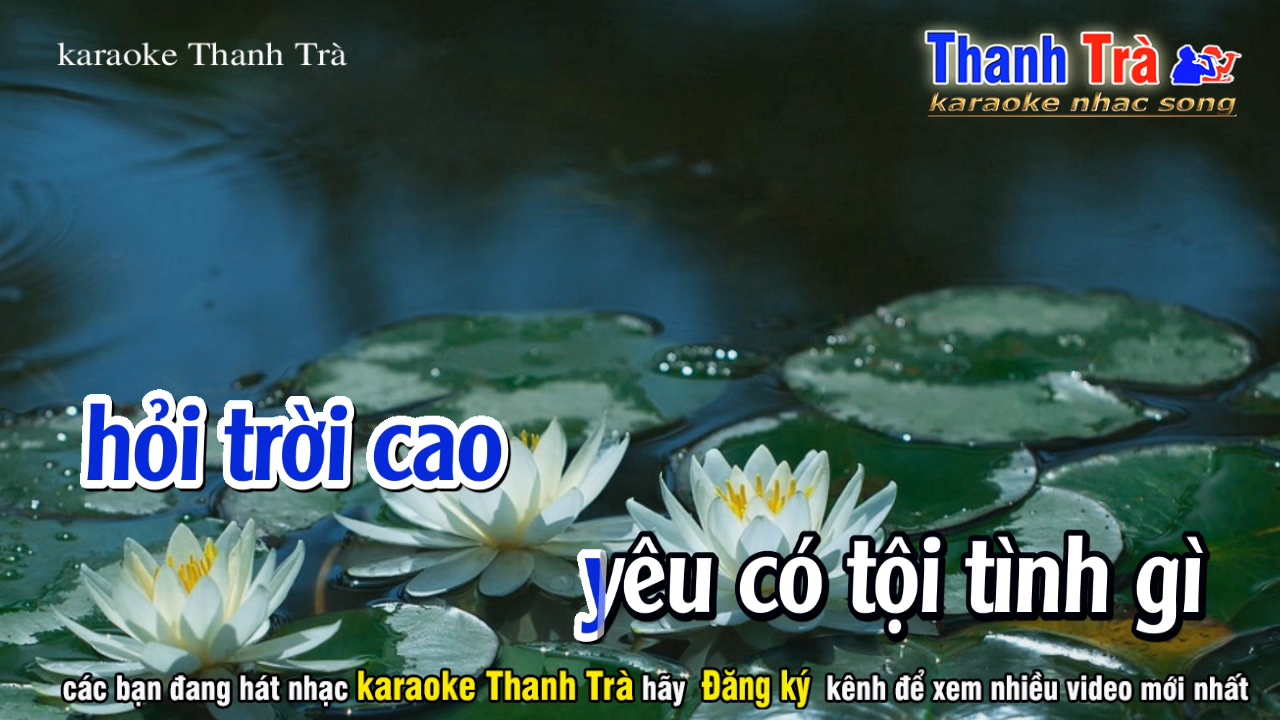 karaoke Thanh Trà
Thanh Trà
karaoke nhac song
hỏi trời cao
yêu có tội tình gì
các bạn đang hát nhạc karaoke Thanh Trà hãy Đăng ký kênh để xem nhiều video mới nhất